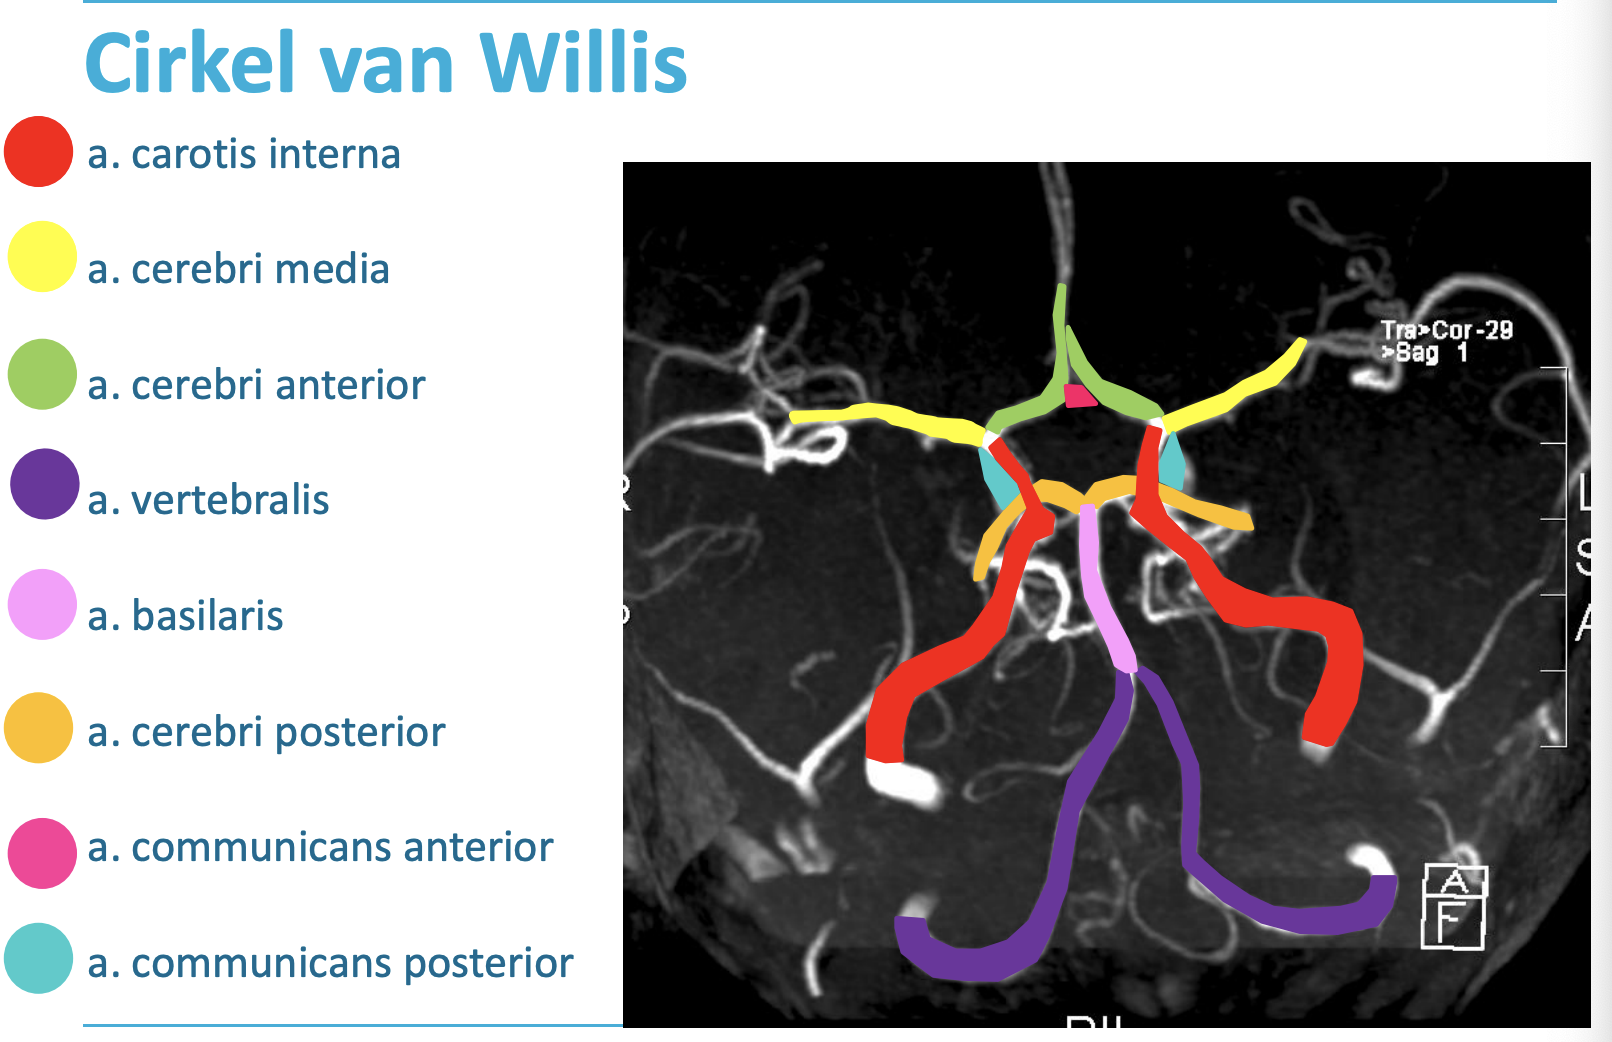 Cirkel van Willis
a. carotis interna
a. cerebri media
a. cerebri anterior
a. vertebralis
a. basilaris
a. cerebri posterior
a. communicans anterior
a. communicans posterior
Tra>Cor -29
>Sag 1
R
L
S
A
A
F